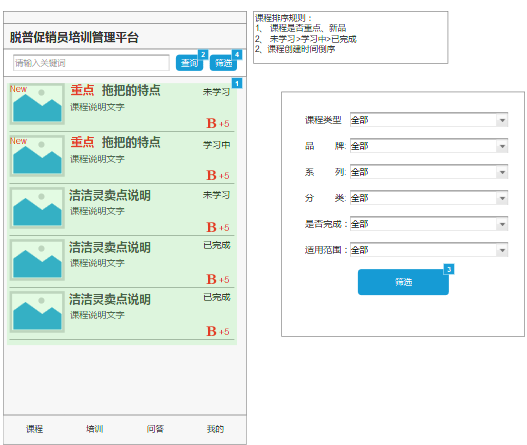 脱普促销员培训管理平台
请输入关键词
查询
2
筛选
4
1
New
重点 拖把的特点
未学习
课程说明文字
B +5
New
重点 拖把的特点
学习中
课程说明文字
B +5
洁洁灵卖点说明
未学习
课程说明文字
B +5
洁洁灵卖点说明
已完成
课程说明文字
B +5
洁洁灵卖点说明
已完成
课程说明文字
B +5
课程
培训
问答
我的
课程排序规则：
1、 课程是否重点、新品
2、 未学习>学习中>已完成
2、课程创建时间倒序
课程类型 全部
品 牌: 全部
系 列: 全部
分 类: 全部
是否完成: 全部
适用范围: 全部
筛选
3